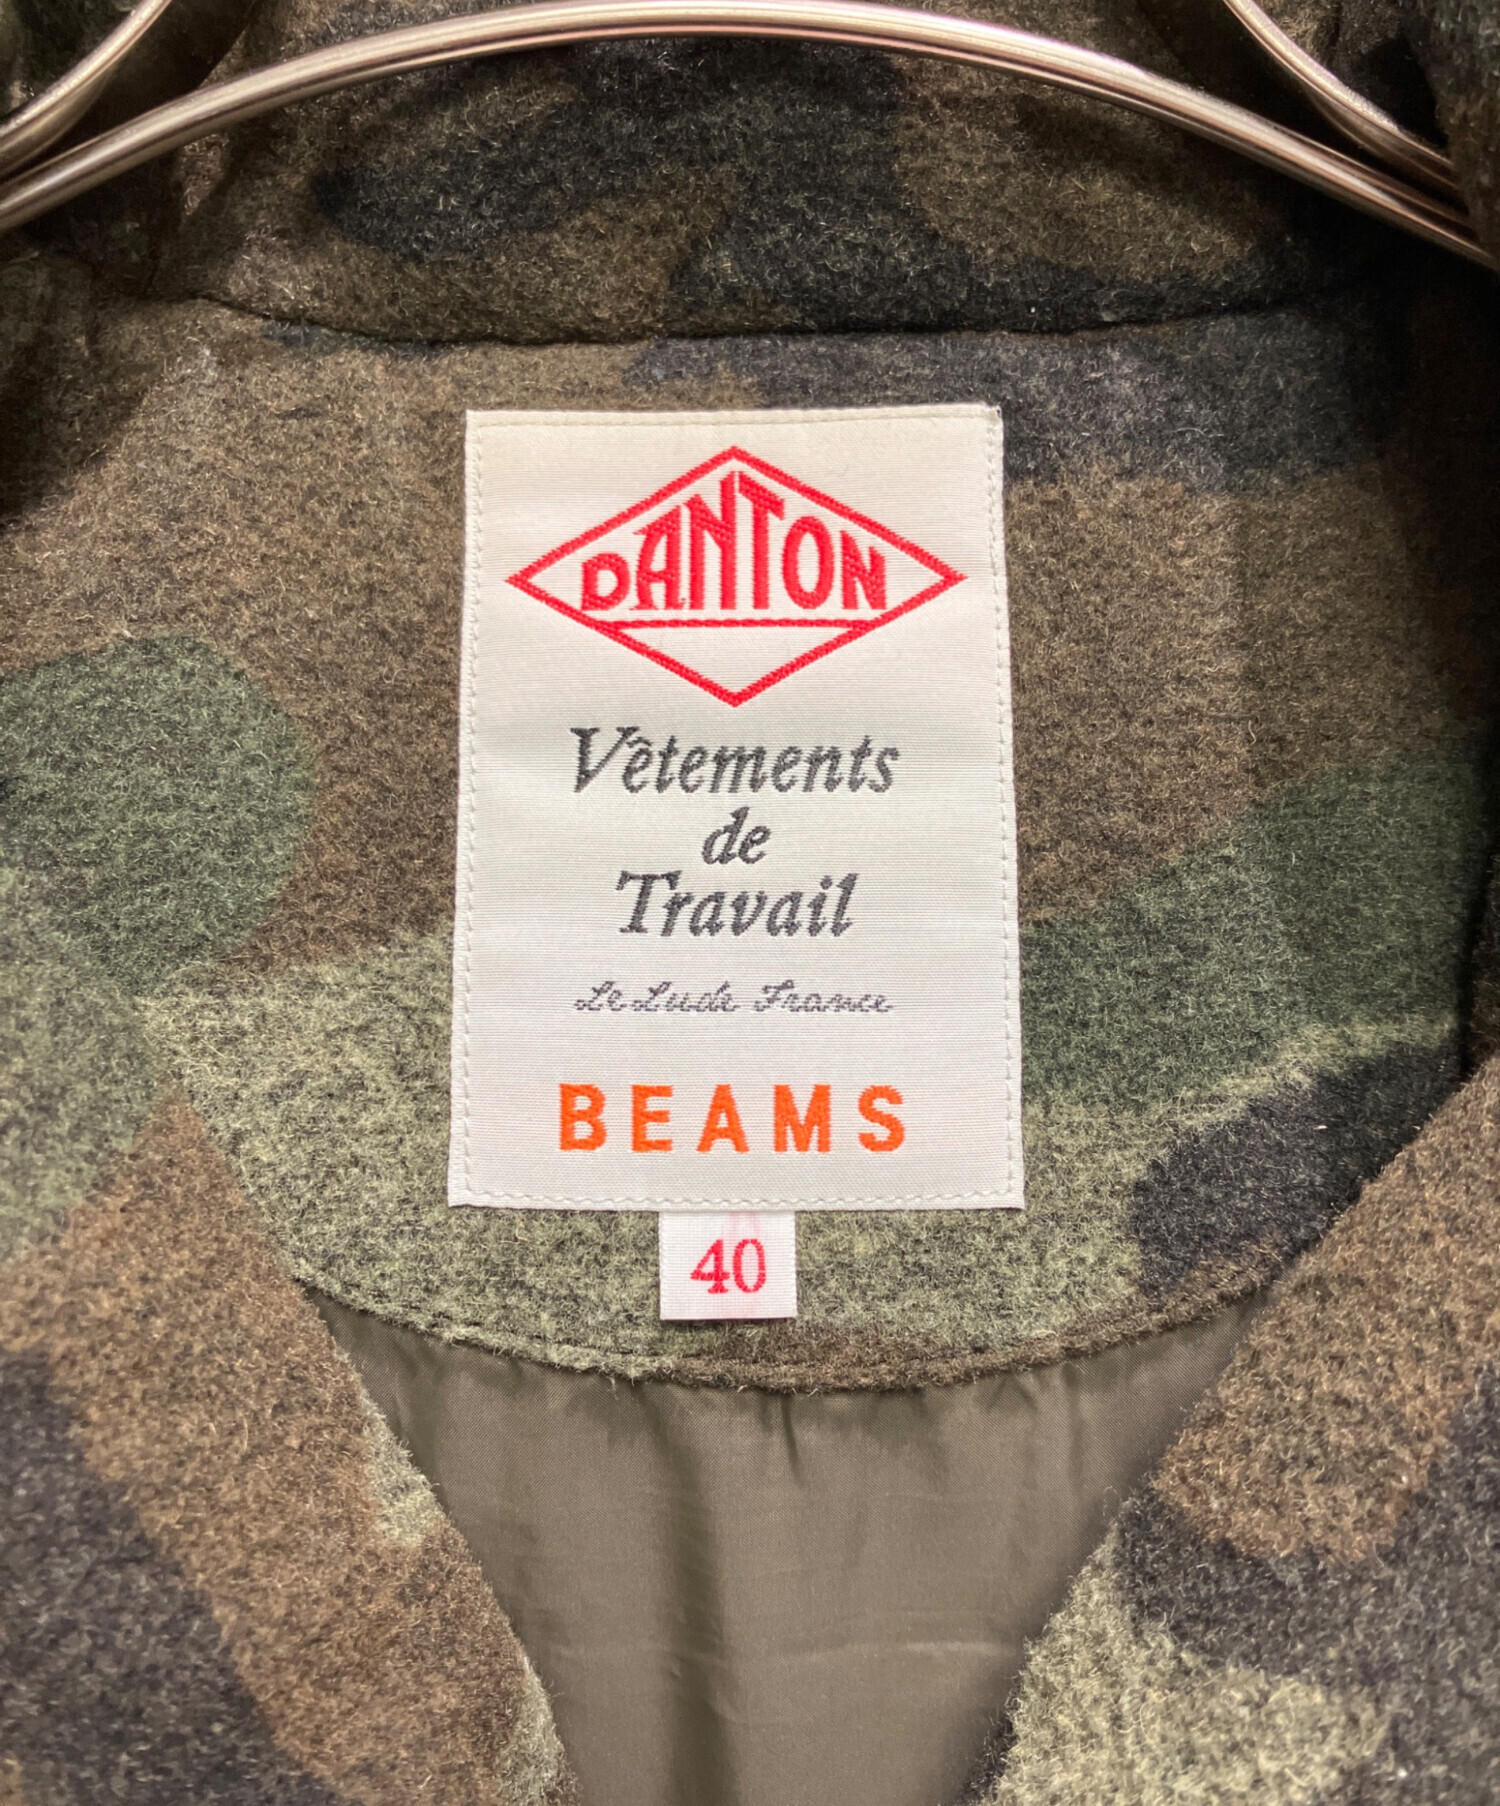 DANTON
Vêtements
de
Travail
Le Lude France
BEAMS
40